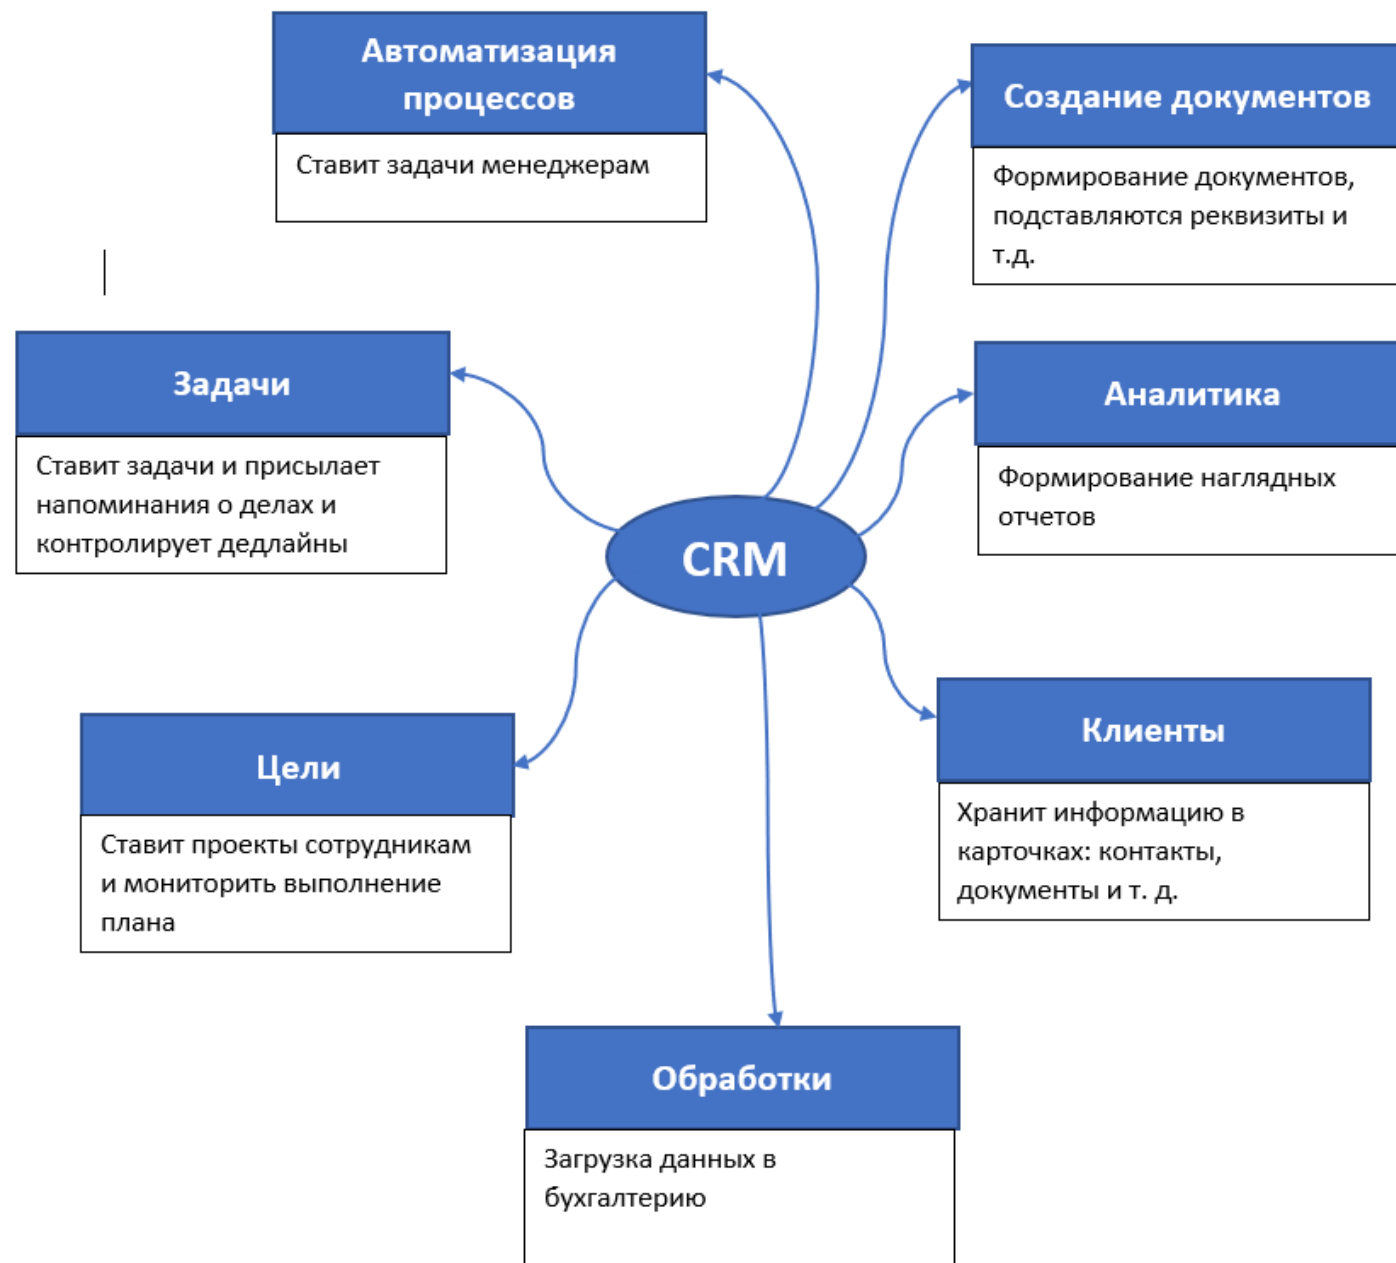 Автоматизация
процессов
Ставит задачи менеджерам
Создание документов
Формирование документов,
подставляются реквизиты и
т.д.
Задачи
Ставит задачи и присылает
напоминания о делах и
контролирует дедлайны
Аналитика
Формирование наглядных
отчетов
CRM
Цели
Ставит проекты сотрудникам
и мониторить выполнение
плана
Клиенты
Хранит информацию в
карточках: контакты,
документы и т. д.
Обработки
Загрузка данных в
бухгалтерию